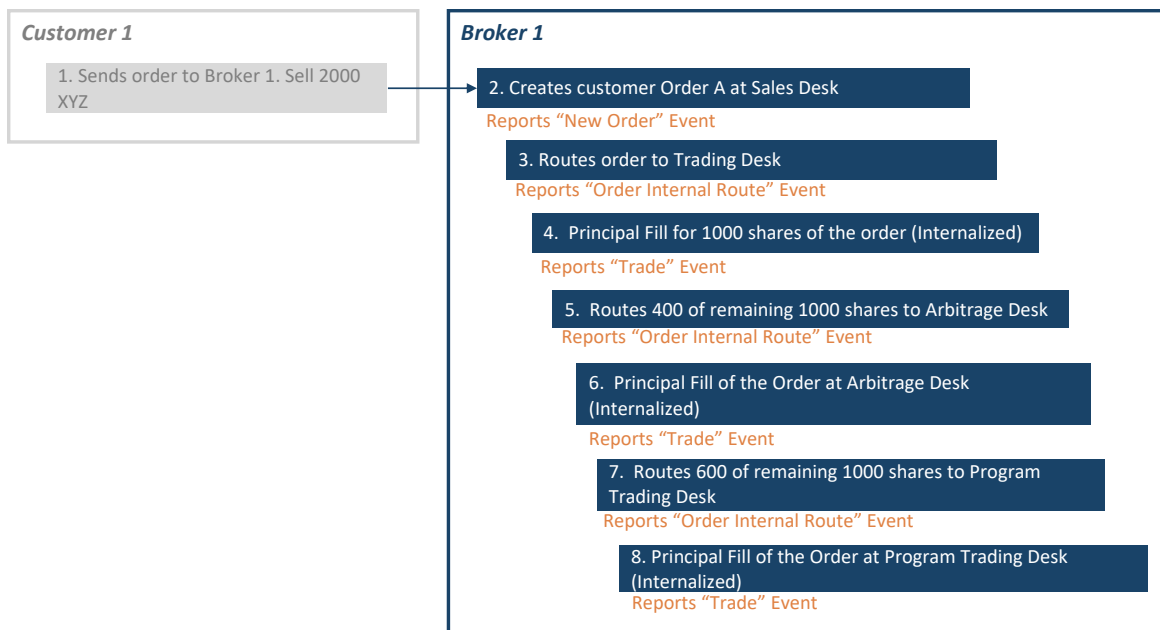 Customer 1
1. Sends order to Broker 1. Sell 2000
XYZ
Broker 1
2. Creates customer Order A at Sales Desk
Reports “New Order” Event
3. Routes order to Trading Desk
Reports “Order Internal Route” Event
4. Principal Fill for 1000 shares of the order (Internalized)
Reports “Trade” Event
5. Routes 400 of remaining 1000 shares to Arbitrage Desk
Reports “Order Internal Route” Event
6. Principal Fill of the Order at Arbitrage Desk
(Internalized)
Reports “Trade” Event
7. Routes 600 of remaining 1000 shares to Program
Trading Desk
Reports “Order Internal Route” Event
8. Principal Fill of the Order at Program Trading Desk
(Internalized)
Reports “Trade” Event